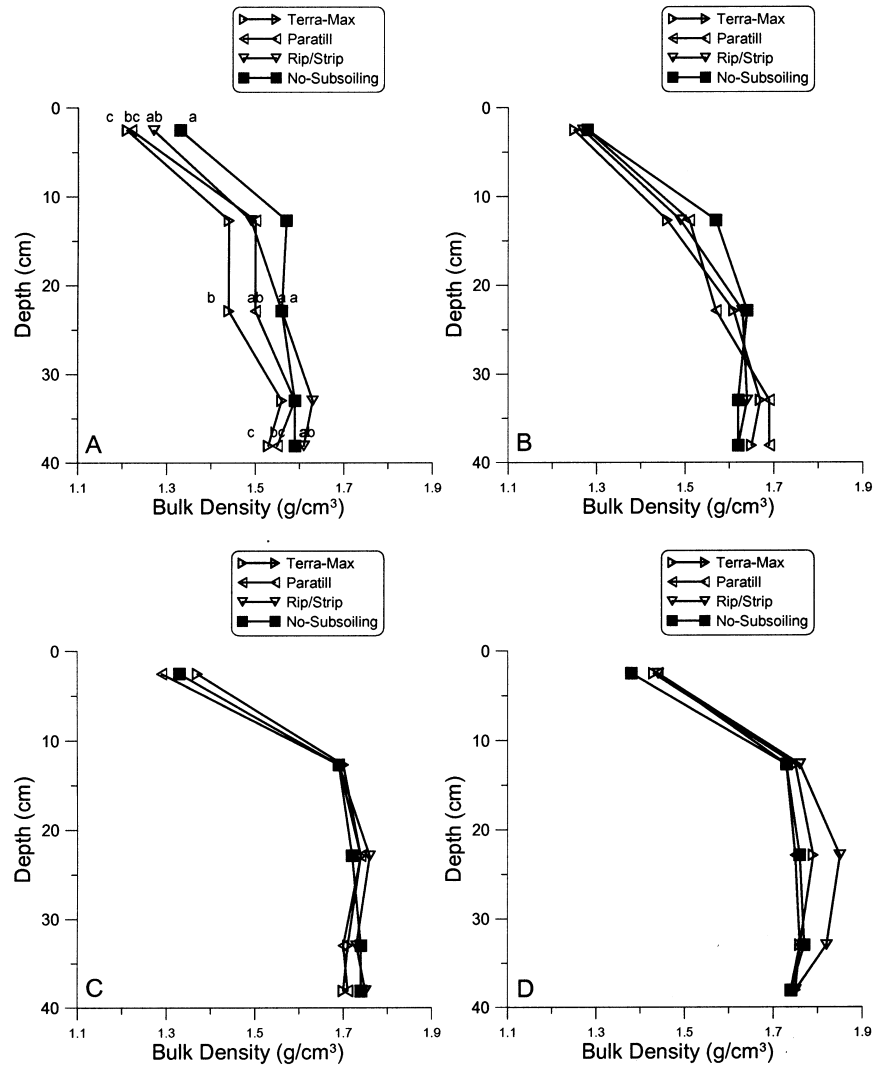 Terra-Max
Paratill
Rip/Strip
No-Subsoiling
Terra-Max
Paratill
Rip/Strip
No-Subsoiling
0
10
20
30
40
Depth (cm)
c bc ab a
b ab a a
c bc ab
A
1.1 1.3 1.5 1.7 1.9
Bulk Density (g/cm³)
0
10
20
30
40
Depth (cm)
B
1.1 1.3 1.5 1.7 1.9
Bulk Density (g/cm³)
Terra-Max
Paratill
Rip/Strip
No-Subsoiling
Terra-Max
Paratill
Rip/Strip
No-Subsoiling
0
10
20
30
40
Depth (cm)
C
1.1 1.3 1.5 1.7 1.9
Bulk Density (g/cm³)
0
10
20
30
40
Depth (cm)
D
1.1 1.3 1.5 1.7 1.9
Bulk Density (g/cm³)